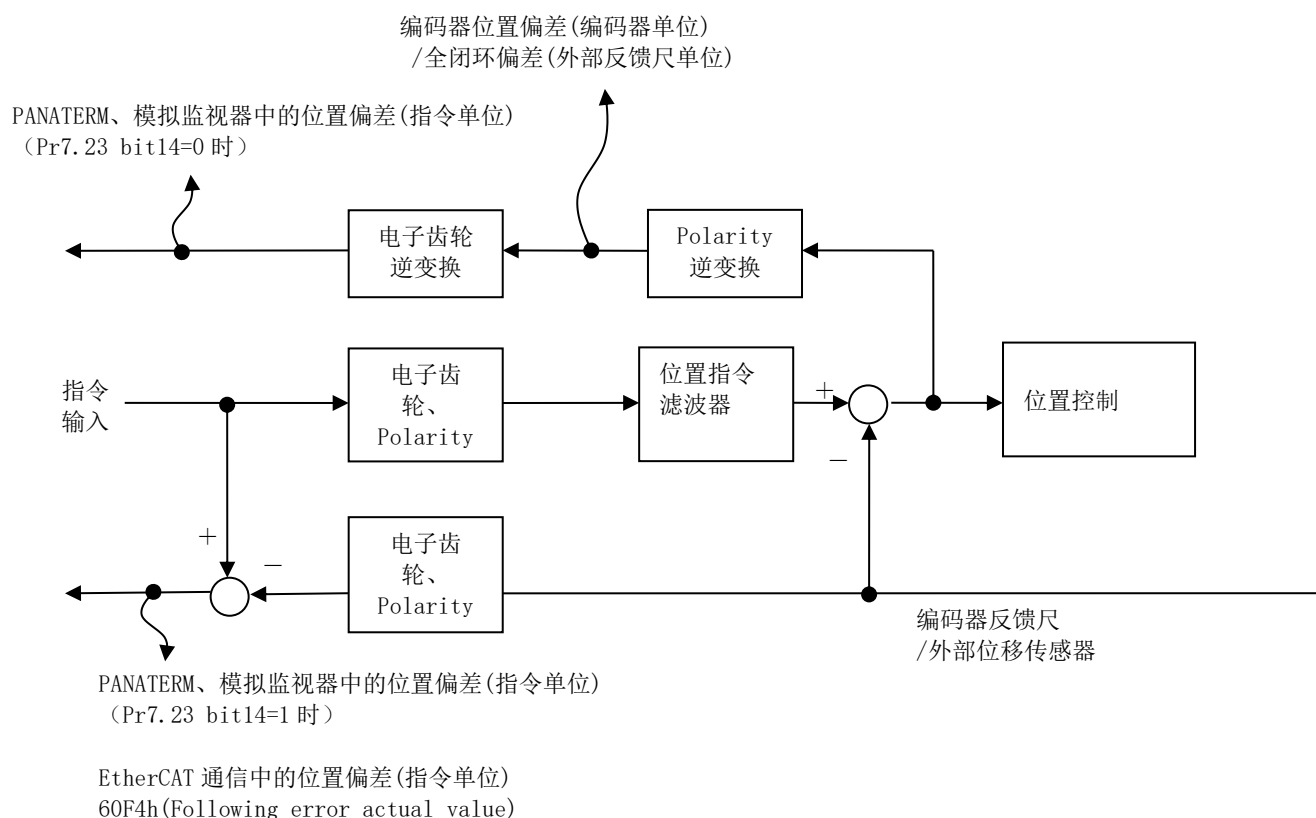 编码器位置偏差(编码器单位)
/全闭环偏差(外部反馈尺单位)
PANATERM、模拟监视器中的位置偏差(指令单位)
（Pr7.23 bit14=0 时）
电子齿轮
逆变换
Polarity
逆变换
指令
输入
电子齿
轮、
Polarity
位置指令
滤波器
＋
－
位置控制
＋
－
电子齿
轮、
Polarity
编码器反馈尺
/外部位移传感器
PANATERM、模拟监视器中的位置偏差(指令单位)
（Pr7.23 bit14=1 时）
EtherCAT 通信中的位置偏差(指令单位)
60F4h(Following error actual value)